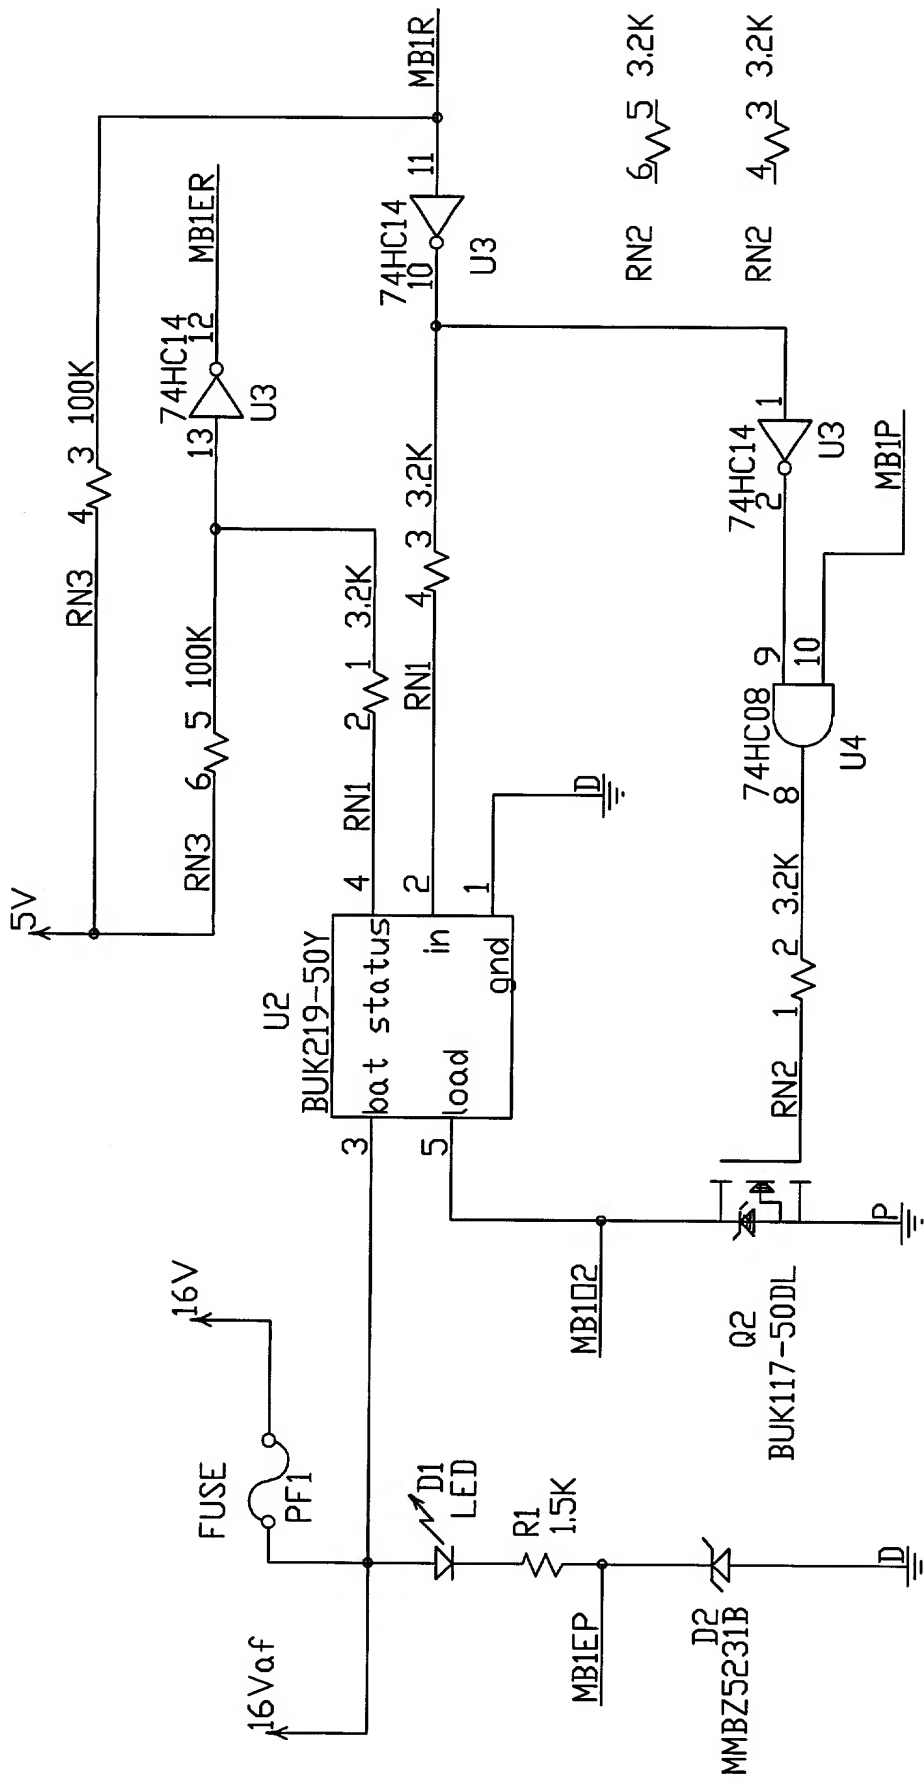 5V
RN3 4 3 100K
RN3 6 5 100K
74HC14
13 12
U3
MB1ER
MB1R
11
74HC14
10
U3
RN1 2 1 3.2K
RN1 4 3 3.2K
U2
BUK219-50Y
bat status
in
load
gnd
3
5
4
2
1
D
16V
FUSE
PF1
16Vaf
D1
LED
R1
1.5K
MB1EP
D2
MMBZ5231B
D
MB1O2
Q2
BUK117-50DL
P
RN2 1 2 3.2K
74HC08
8
9
10
U4
74HC14
2 1
U3
MB1P
RN2 6 5 3.2K
RN2 4 3 3.2K